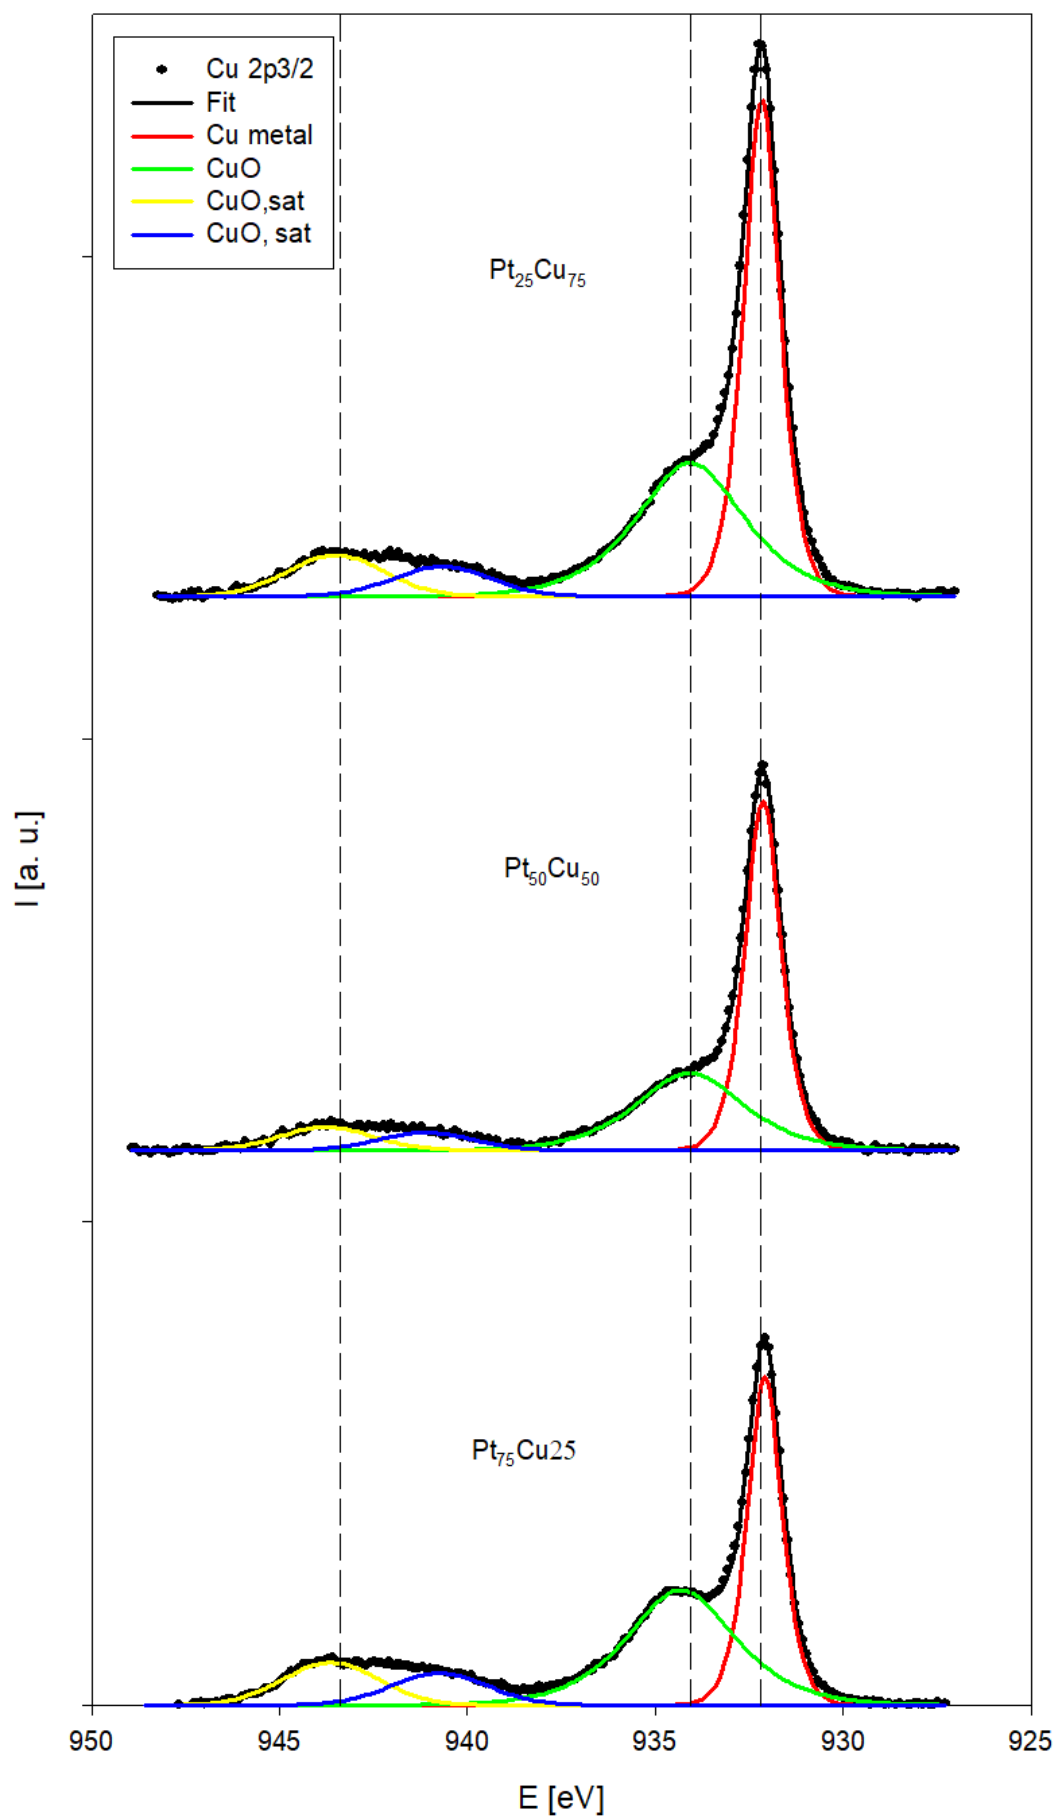 Cu 2p3/2
Fit
Cu metal
CuO
CuO,sat
CuO, sat
Pt25Cu75
Pt50Cu50
I [a. u.]
Pt75Cu25
950 945 940 935 930 925
E [eV]